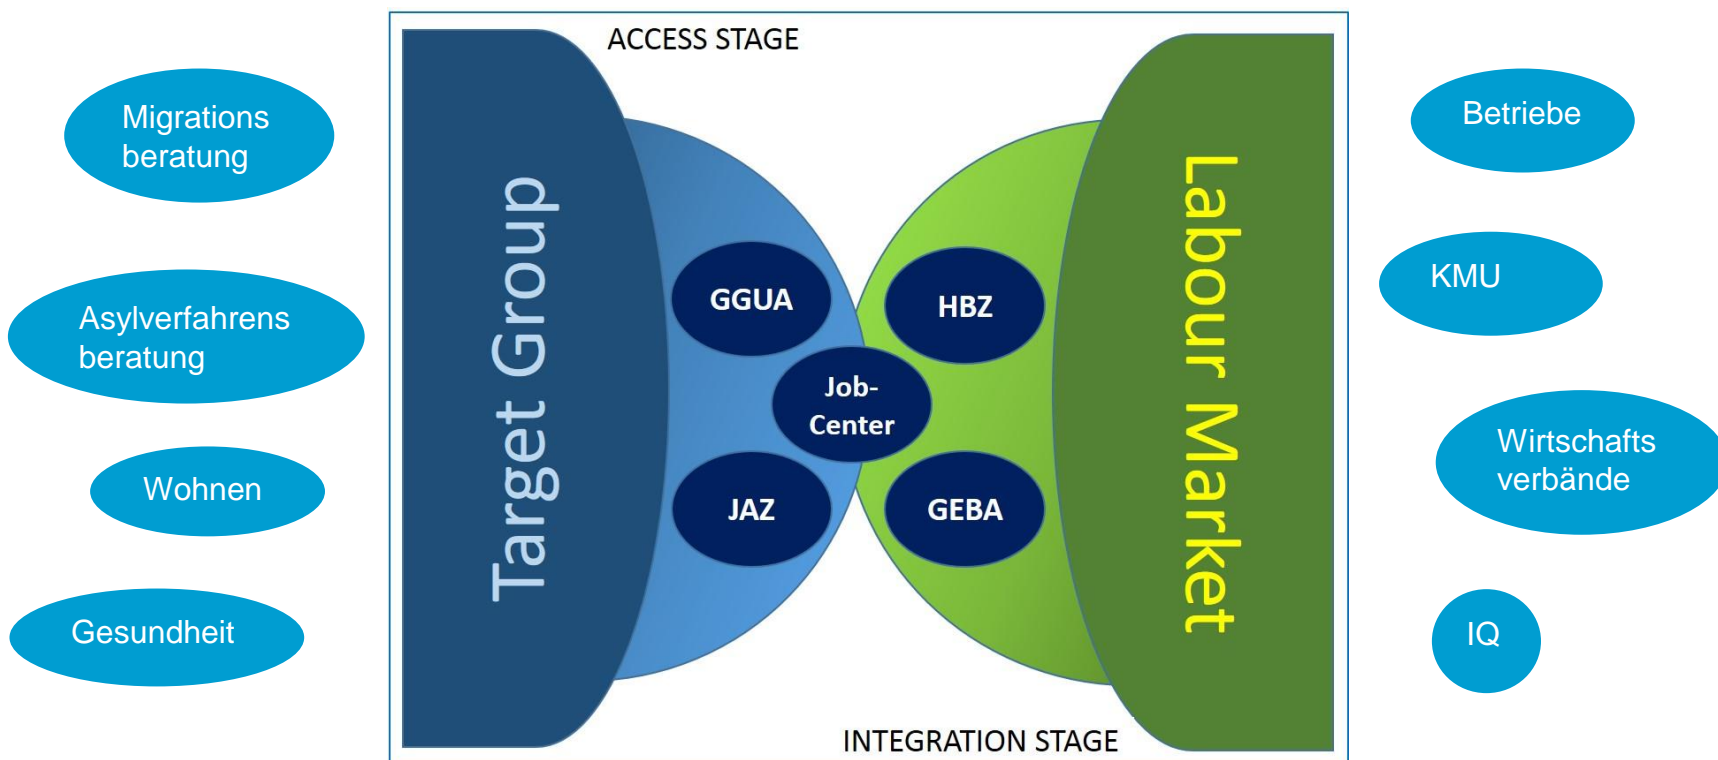 ACCESS STAGE
Migrations
beratung
Asylverfahrens
beratung
Wohnen
Gesundheit
Target Group
GGUA
JAZ
Job-
Center
HBZ
GEBA
Labour Market
Betriebe
KMU
Wirtschafts
verbände
IQ
INTEGRATION STAGE